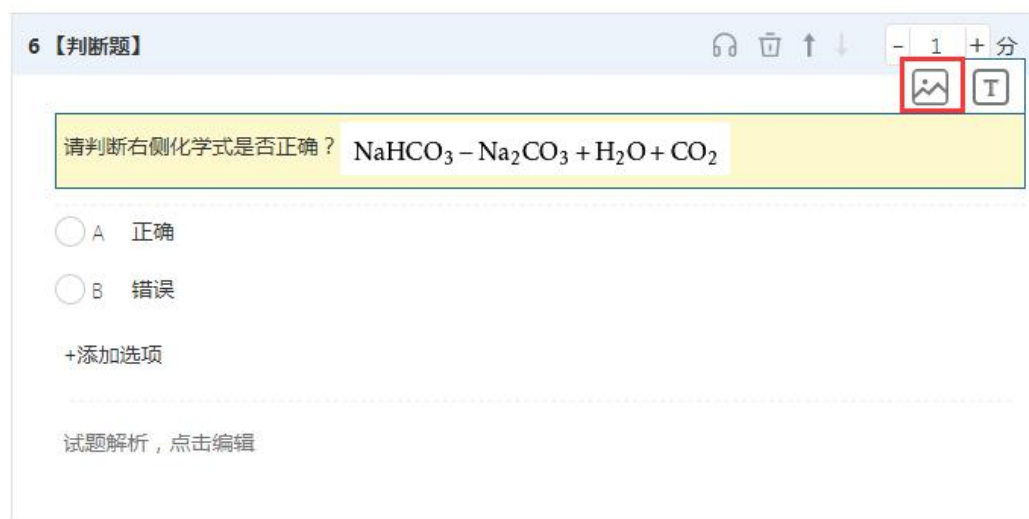 6【判断题】 - 1 + 分
T
请判断右侧化学式是否正确？ NaHCO₃ – Na₂CO₃ + H₂O + CO₂
A 正确
B 错误
+添加选项
试题解析，点击编辑